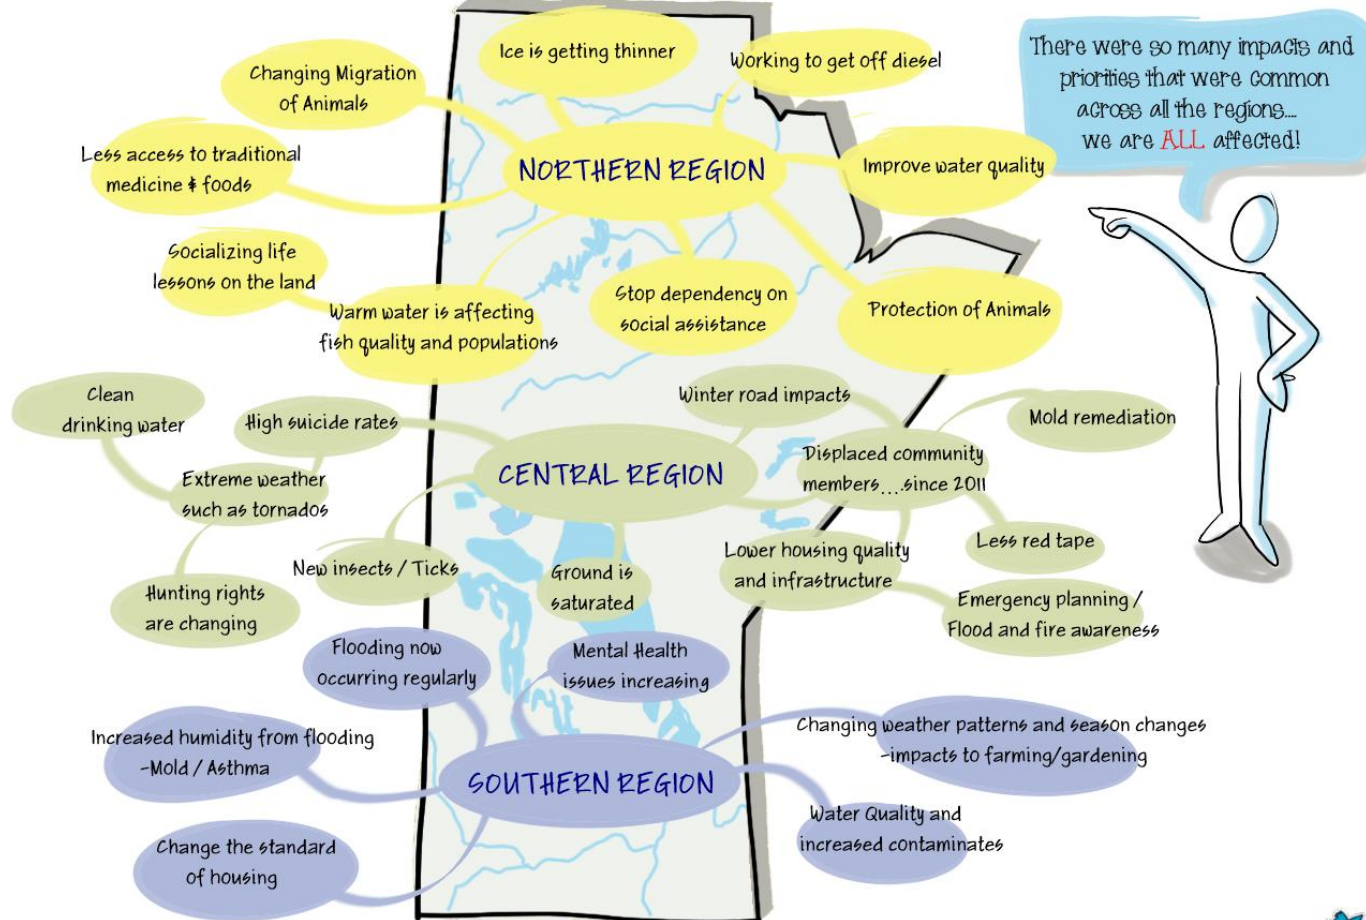 Ice is getting thinner
Working to get off diesel
Changing Migration
of Animals
Less access to traditional
medicine & foods
NORTHERN REGION
Improve water quality
Socializing life
lessons on the land
Warm water is affecting
fish quality and populations
Stop dependency on
social assistance
Protection of Animals
There were so many impacts and
priorities that were common
across all the regions....
we are ALL affected!
Clean
drinking water
High suicide rates
Extreme weather
such as tornados
Hunting rights
are changing
New insects / Ticks
CENTRAL REGION
Ground is
saturated
Winter road impacts
Displaced community
members....since 2011
Mold remediation
Less red tape
Lower housing quality
and infrastructure
Emergency planning /
Flood and fire awareness
Flooding now
occurring regularly
Mental Health
issues increasing
Increased humidity from flooding
-Mold / Asthma
SOUTHERN REGION
Changing weather patterns and season changes
-impacts to farming/gardening
Water Quality and
increased contaminates
Change the standard
of housing